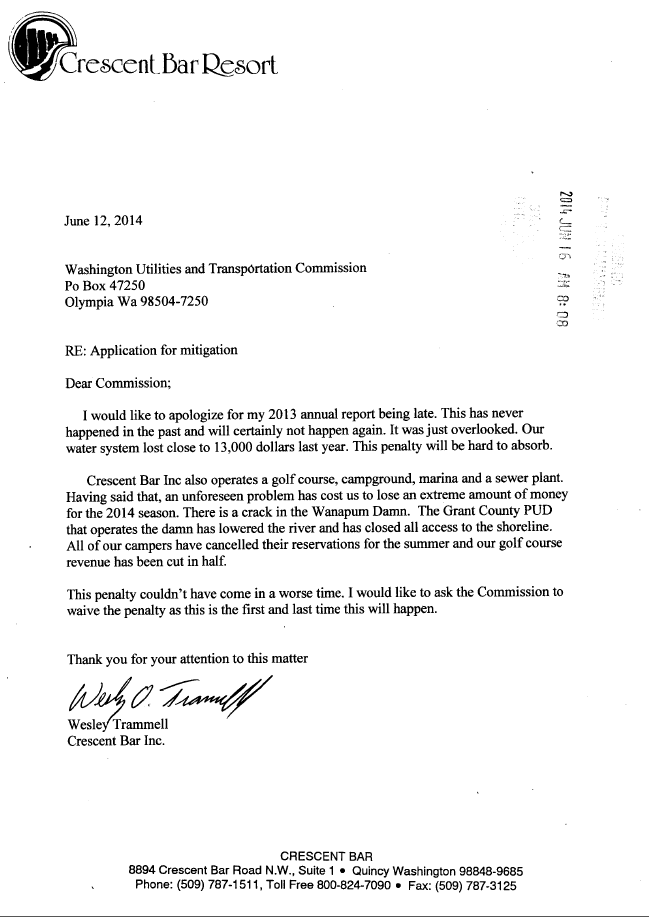 Crescent Bar Resort
2014 JUN 16 AM 8:08
June 12, 2014
Washington Utilities and Transportation Commission
Po Box 47250
Olympia Wa 98504-7250
RE: Application for mitigation
Dear Commission;
I would like to apologize for my 2013 annual report being late. This has never
happened in the past and will certainly not happen again. It was just overlooked. Our
water system lost close to 13,000 dollars last year. This penalty will be hard to absorb.
Crescent Bar Inc also operates a golf course, campground, marina and a sewer plant.
Having said that, an unforeseen problem has cost us to lose an extreme amount of money
for the 2014 season. There is a crack in the Wanapum Damn. The Grant County PUD
that operates the damn has lowered the river and has closed all access to the shoreline.
All of our campers have cancelled their reservations for the summer and our golf course
revenue has been cut in half.
This penalty couldn't have come in a worse time. I would like to ask the Commission to
waive the penalty as this is the first and last time this will happen.
Thank you for your attention to this matter
Wesley O. Trammell
Wesley Trammell
Crescent Bar Inc.
CRESCENT BAR
8894 Crescent Bar Road N.W., Suite 1 • Quincy Washington 98848-9685
Phone: (509) 787-1511, Toll Free 800-824-7090 • Fax: (509) 787-3125